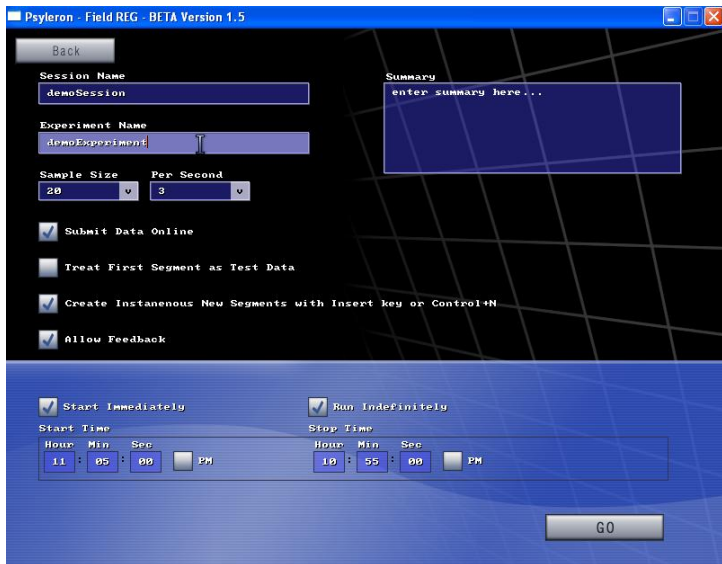 Psyleron - Field REG - BETA Version 1.5
Back
Session Name
demoSession
Summary
enter summary here...
Experiment Name
demoExperiment
Sample Size Per Second
20 v 3 v
Submit Data Online
Treat First Segment as Test Data
Create Instanenous New Segments with Insert key or Control+N
Allow Feedback
Start Immediately
Run Indefinitely
Start Time
Hour Min Sec
11 : 05 : 00 PM
Stop Time
Hour Min Sec
10 : 55 : 00 PM
GO